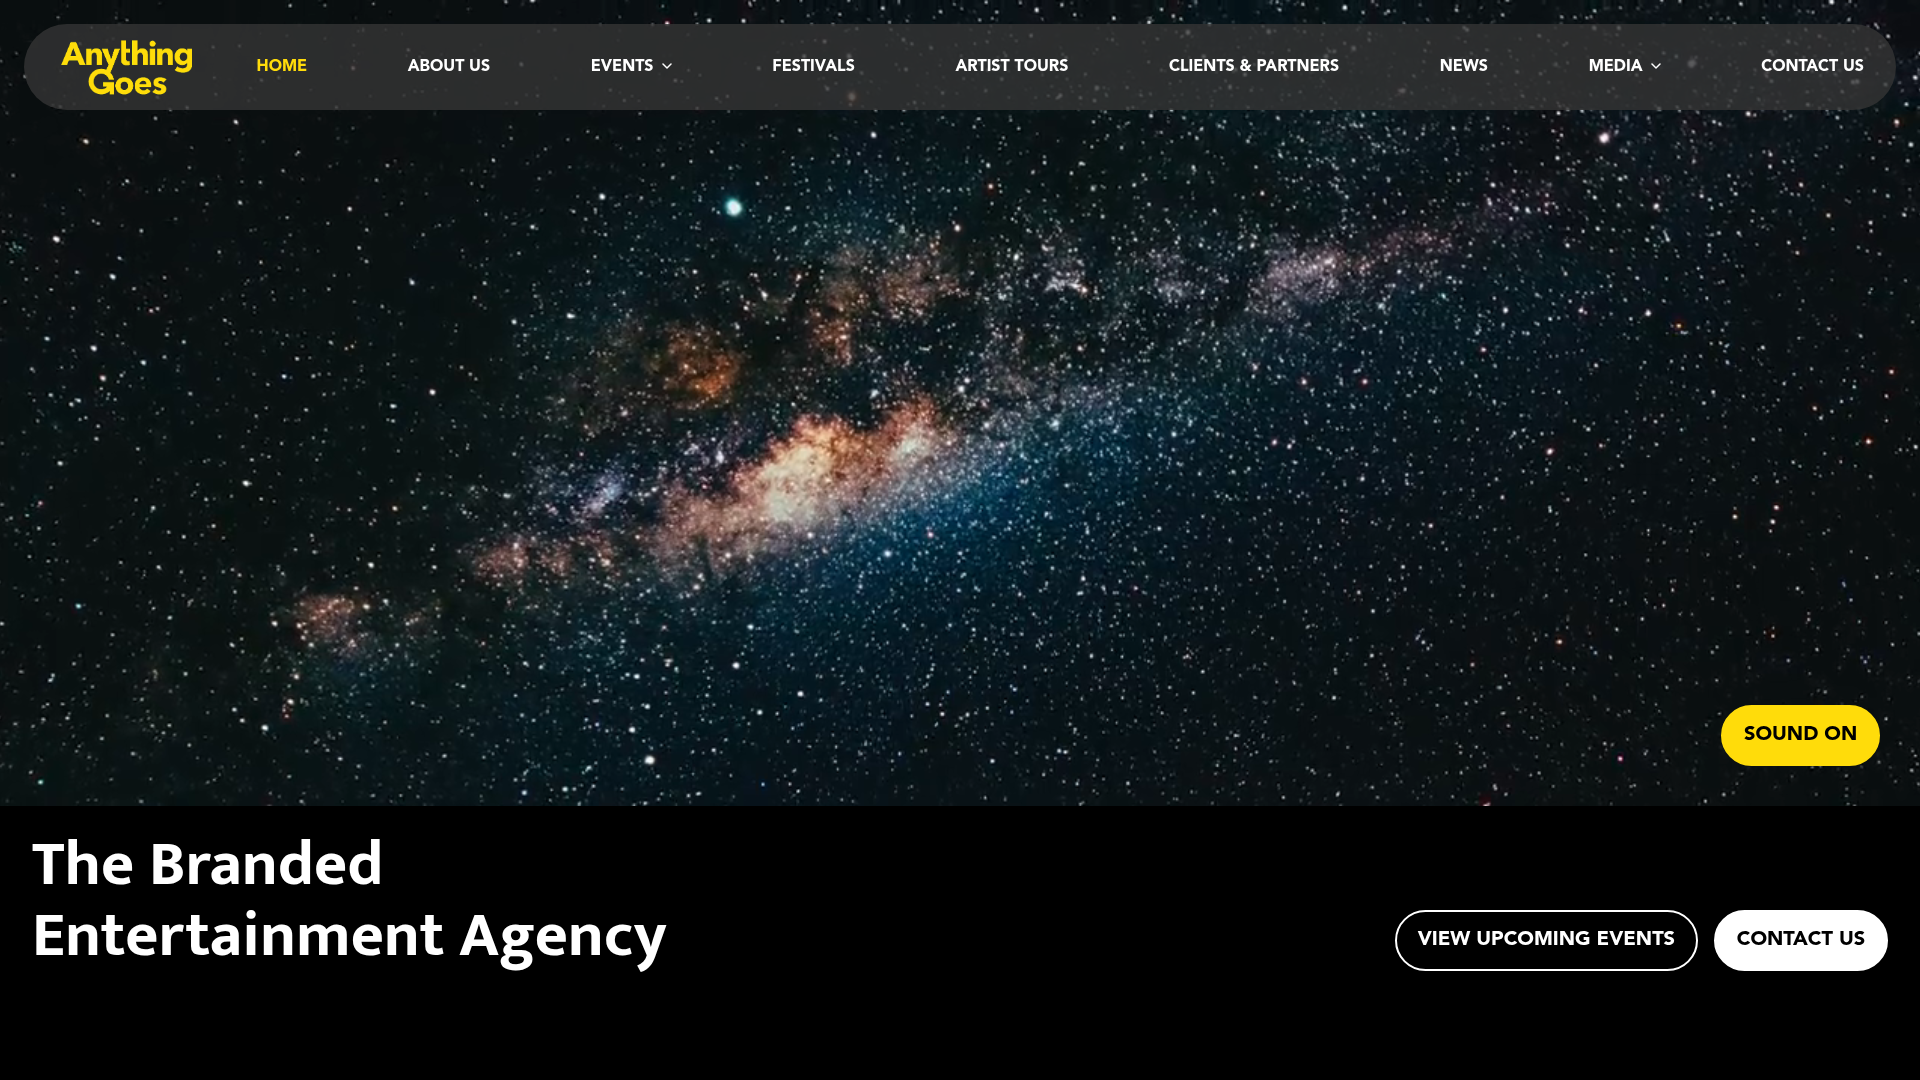 Anything
Goes
HOME
ABOUT US
EVENTS
FESTIVALS
ARTIST TOURS
CLIENTS & PARTNERS
NEWS
MEDIA
CONTACT US
SOUND ON
The Branded
Entertainment Agency
VIEW UPCOMING EVENTS
CONTACT US